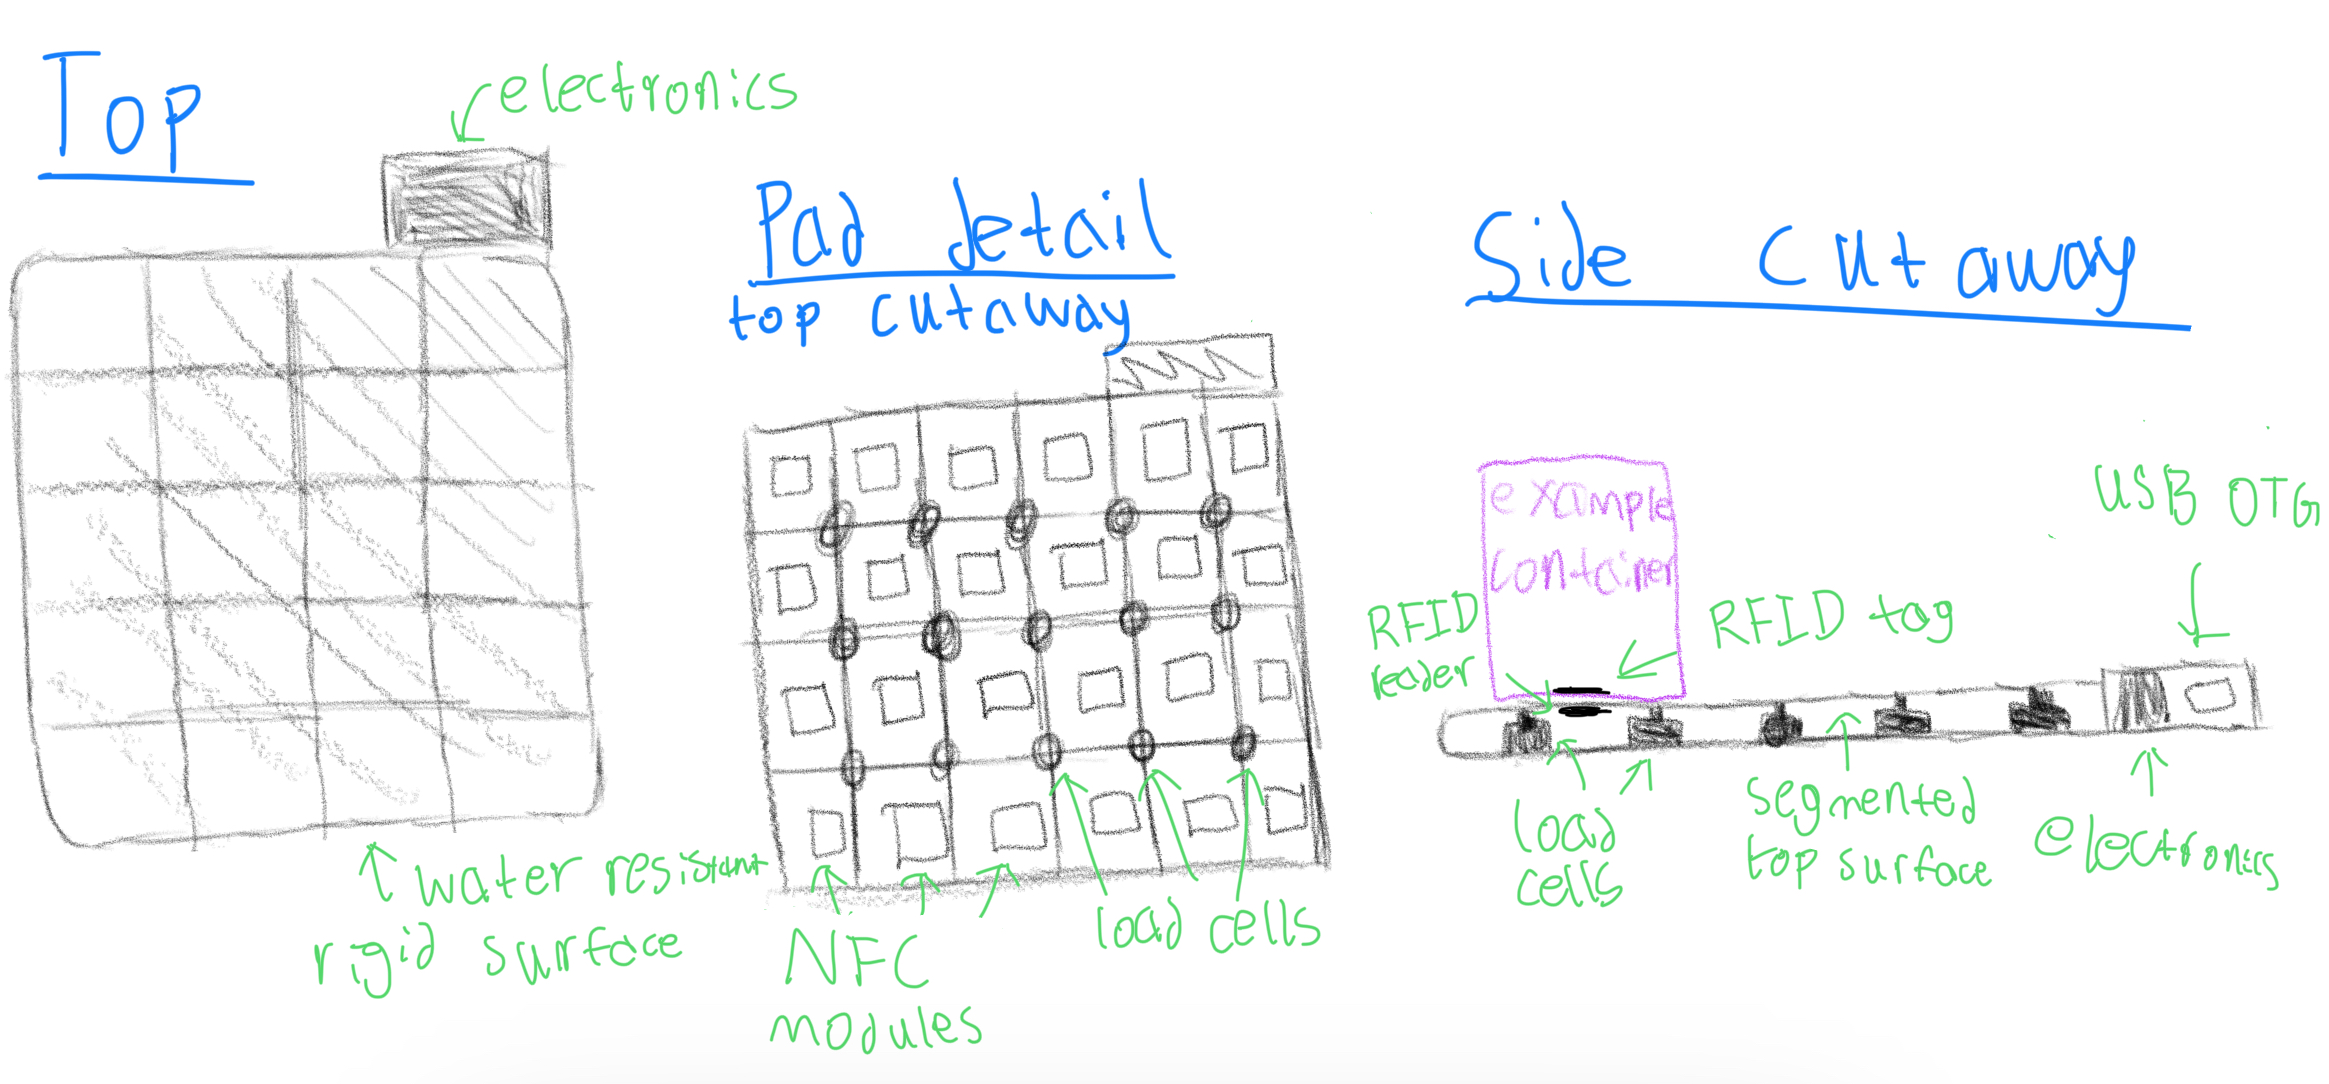 Top
electronics
water resistant
rigid surface
Pad detail
top cutaway
NFC
modules
load cells
Side cutaway
example
container
RFID
reader
RFID tag
USB OTG
load
cells
segmented
top surface
electronics